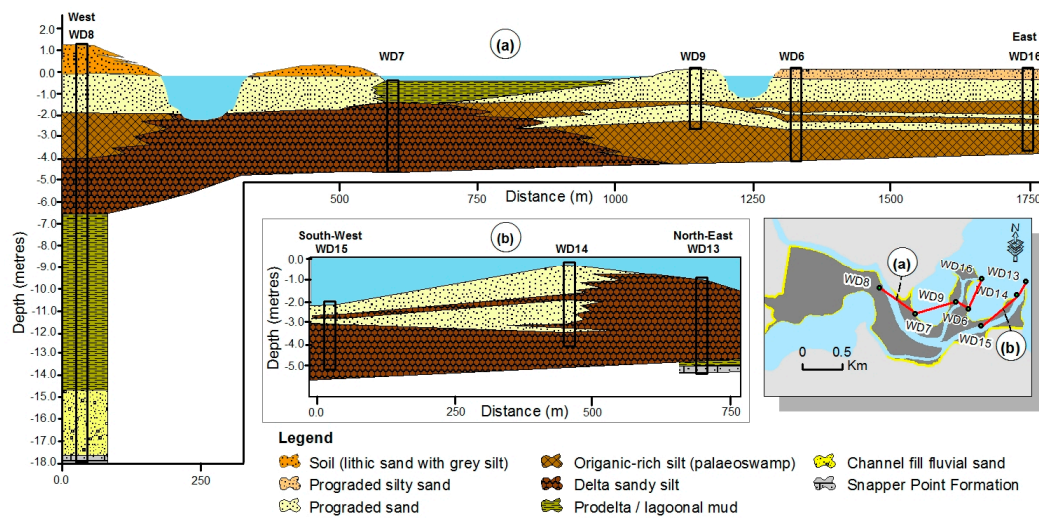 West
WD8
(a)
WD7
WD9
WD6
East
WD16
2.0
1.0
0.0
-1.0
-2.0
-3.0
-4.0
-5.0
-6.0
-7.0
-8.0
-9.0
-10.0
-11.0
-12.0
-13.0
-14.0
-15.0
-16.0
-17.0
-18.0
Depth (metres)
0.0
250
500
750
Distance (m)
1000
1250
1500
1750
South-West
WD15
(b)
WD14
North-East
WD13
0.0
-1.0
-2.0
-3.0
-4.0
-5.0
Depth (metres)
0.0
250
Distance (m)
500
750
N
(a)
WD8
WD16
WD13
WD9
WD14
WD7
WD6
WD15
(b)
0 0.5
Km
Legend
Soil (lithic sand with grey silt)
Prograded silty sand
Prograded sand
Origanic-rich silt (palaeoswamp)
Delta sandy silt
Prodelta / lagoonal mud
Channel fill fluvial sand
Snapper Point Formation